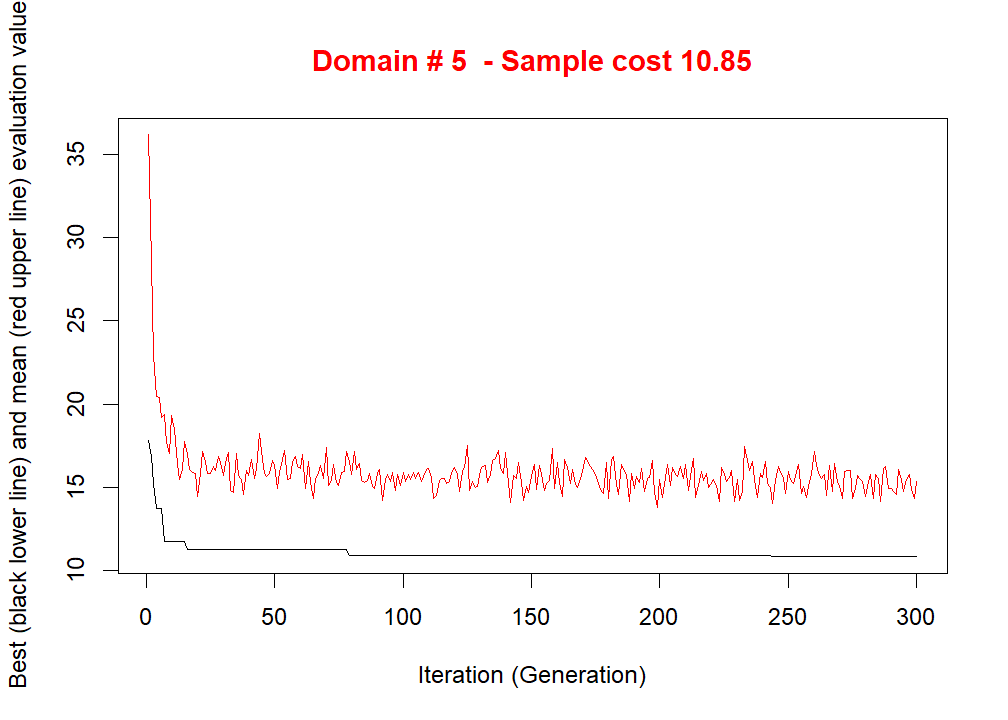 Domain # 5  - Sample cost 10.85
Best (black lower line) and mean (red upper line) evaluation value
35
30
25
20
15
10
0 50 100 150 200 250 300
Iteration (Generation)